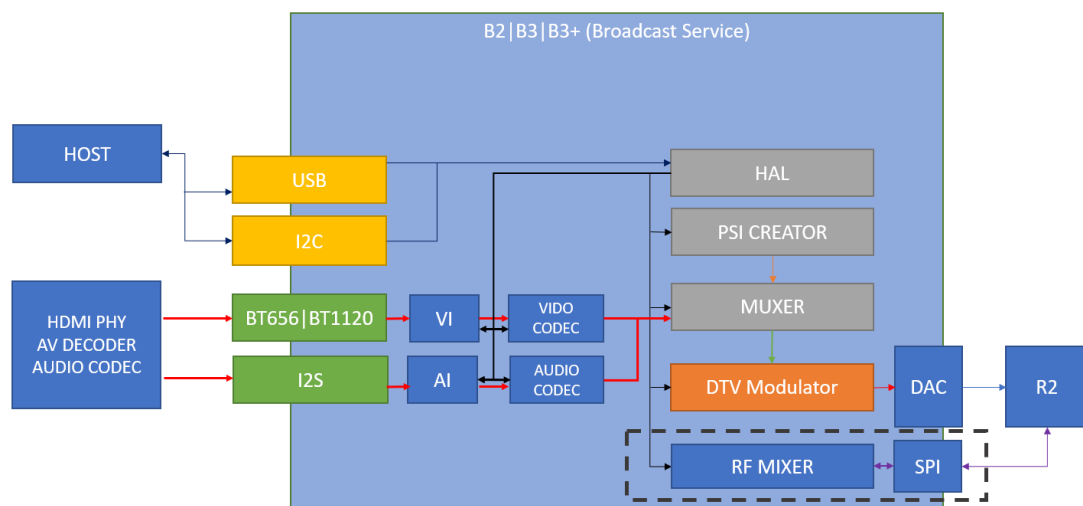 B2|B3|B3+ (Broadcast Service)
HOST
USB
HAL
I2C
PSI CREATOR
HDMI PHY
AV DECODER
AUDIO CODEC
BT656|BT1120
VI
VIDO
CODEC
MUXER
I2S
AI
AUDIO
CODEC
DTV Modulator
DAC
R2
RF MIXER
SPI